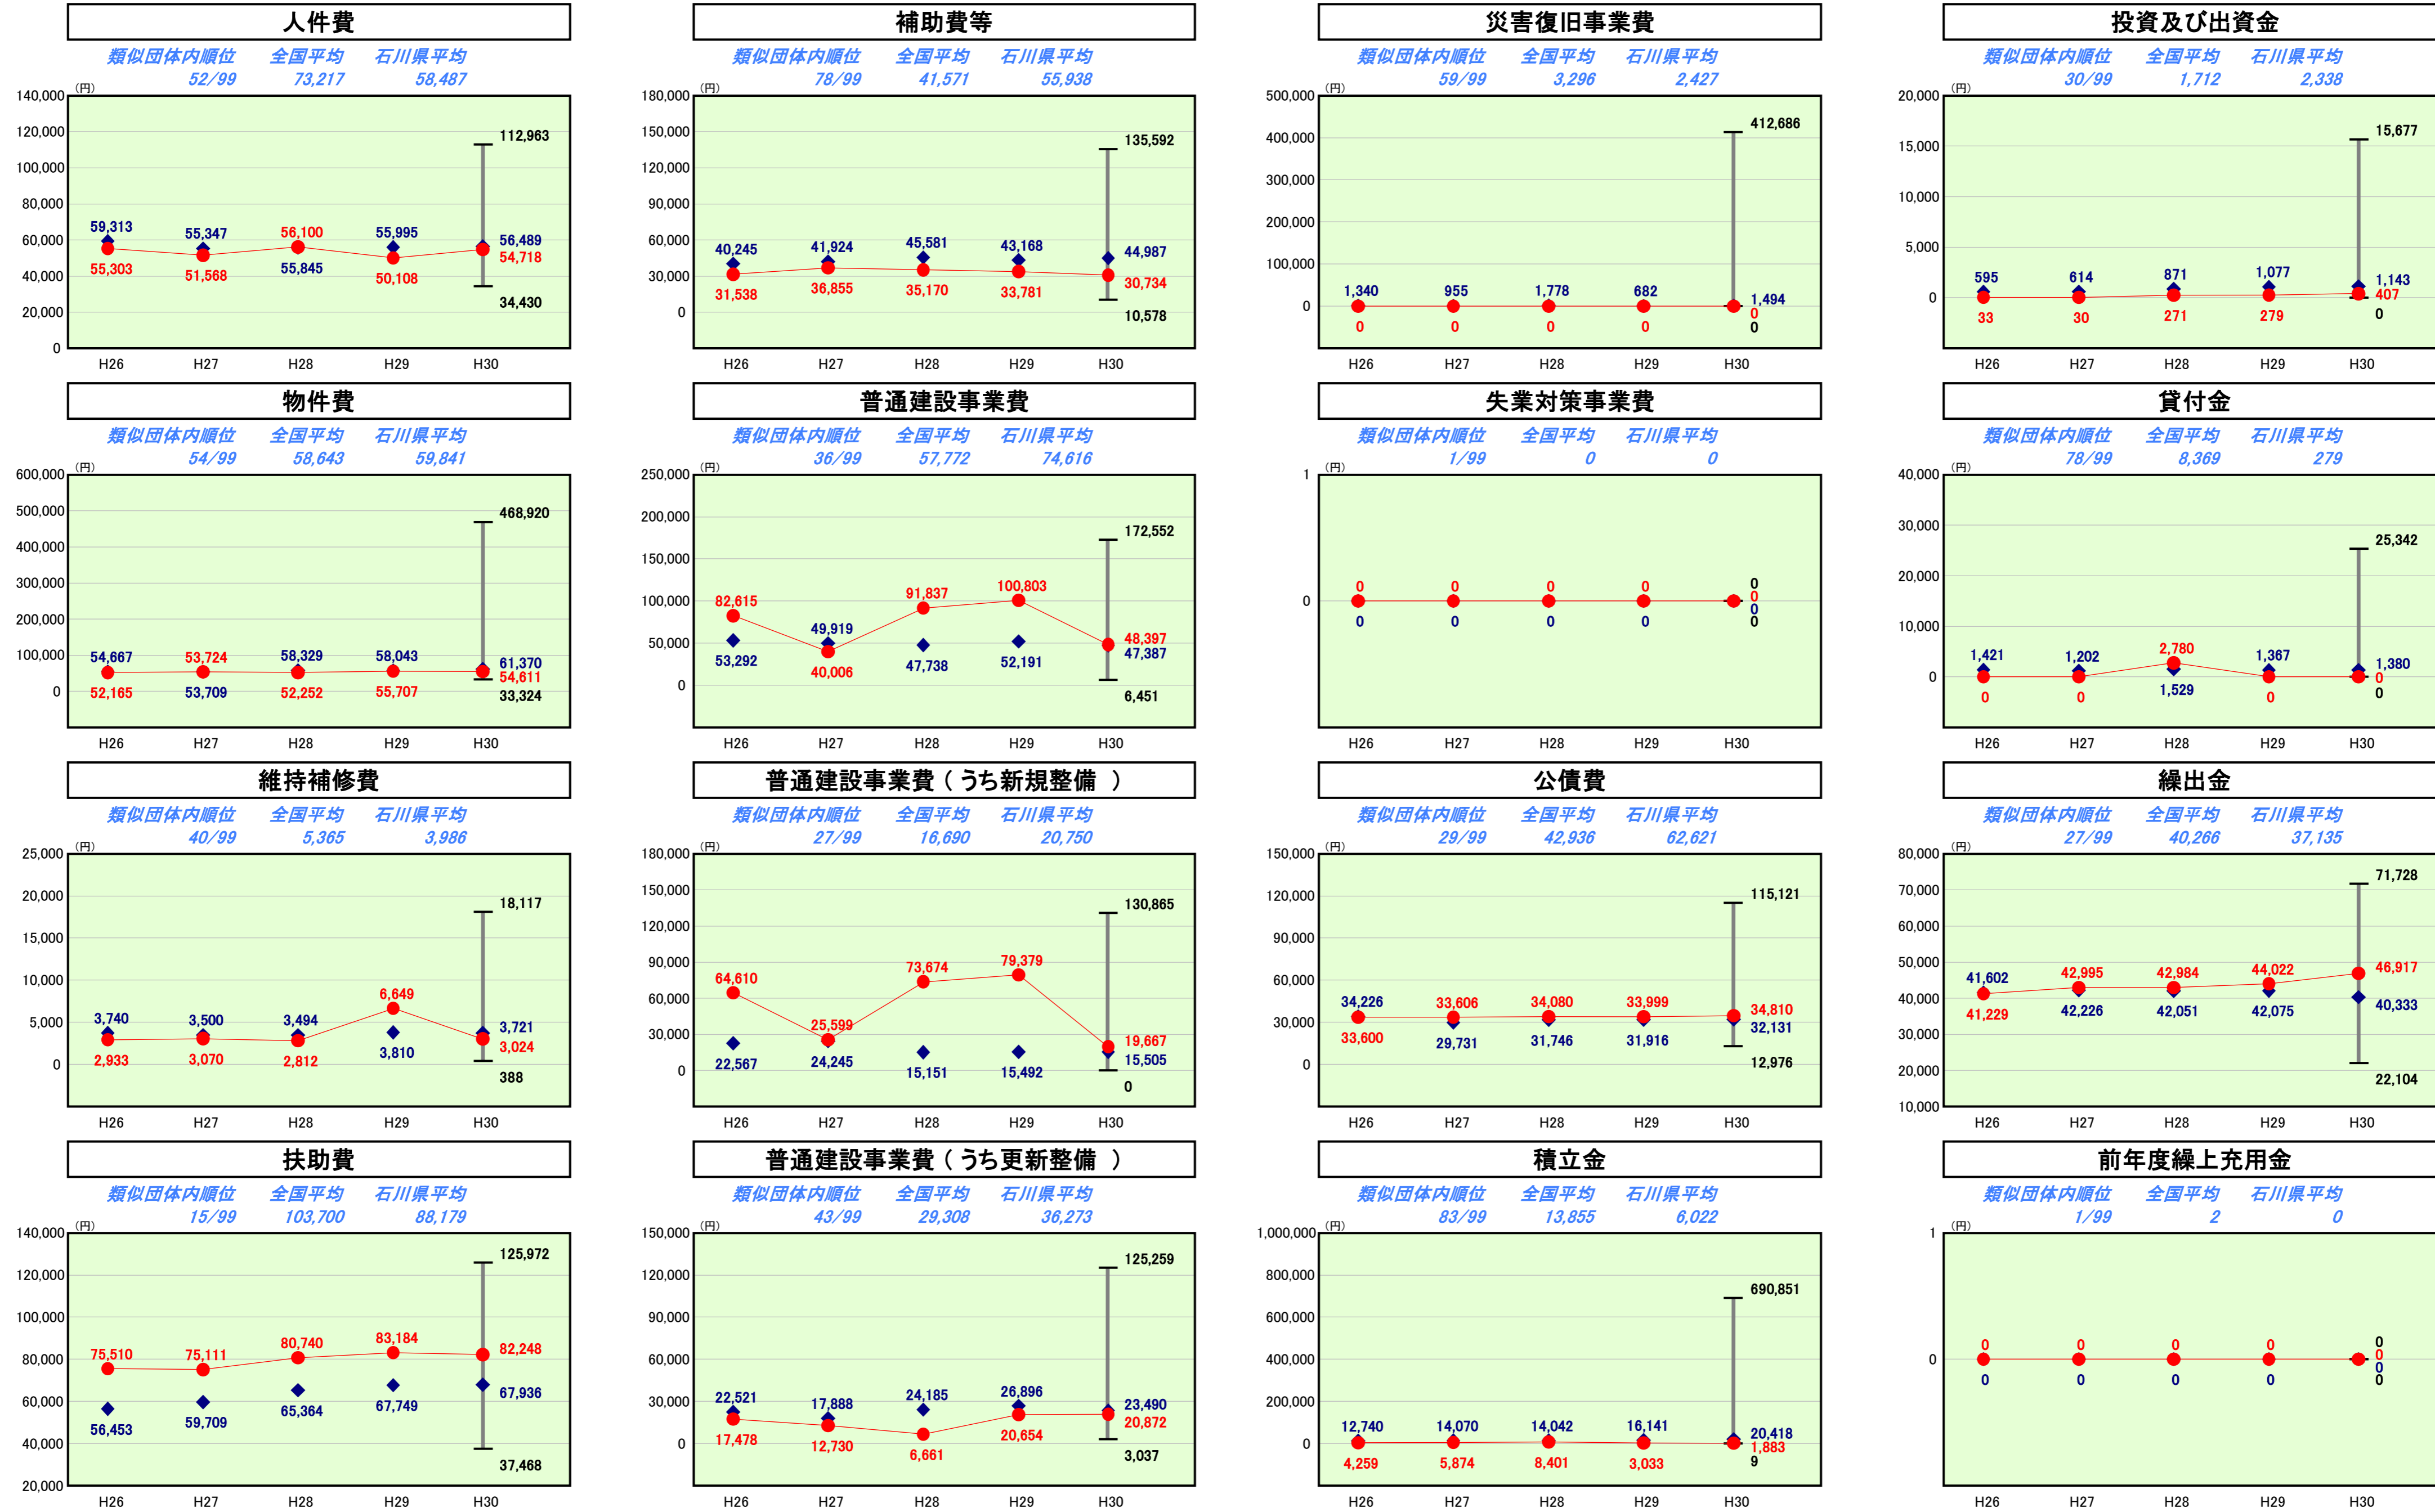 人件費
類似団体内順位 全国平均 石川県平均
52/99 73,217 58,487
(円)
140,000
120,000
100,000
80,000
60,000
40,000
20,000
0
112,963
59,313 55,347 56,100 55,995 56,489
55,303 51,568 55,845 50,108 54,718
34,430
H26 H27 H28 H29 H30
補助費等
類似団体内順位 全国平均 石川県平均
78/99 41,571 55,938
(円)
180,000
150,000
120,000
90,000
60,000
30,000
0
135,592
40,245 41,924 45,581 43,168 44,987
31,538 36,855 35,170 33,781 30,734
10,578
H26 H27 H28 H29 H30
災害復旧事業費
類似団体内順位 全国平均 石川県平均
59/99 3,296 2,427
(円)
500,000
400,000
300,000
200,000
100,000
0
412,686
1,340 955 1,778 682 1,494
0 0 0 0 0
0
H26 H27 H28 H29 H30
投資及び出資金
類似団体内順位 全国平均 石川県平均
30/99 1,712 2,338
(円)
20,000
15,000
10,000
5,000
0
15,677
595 614 871 1,077 1,143
33 30 271 279 407
0
H26 H27 H28 H29 H30
物件費
類似団体内順位 全国平均 石川県平均
54/99 58,643 59,841
(円)
600,000
500,000
400,000
300,000
200,000
100,000
0
468,920
54,667 53,724 58,329 58,043 61,370
52,165 53,709 52,252 55,707 54,611
33,324
H26 H27 H28 H29 H30
普通建設事業費
類似団体内順位 全国平均 石川県平均
36/99 57,772 74,616
(円)
250,000
200,000
150,000
100,000
50,000
0
172,552
82,615 49,919 91,837 100,803 48,397
53,292 40,006 47,738 52,191 47,387
6,451
H26 H27 H28 H29 H30
失業対策事業費
類似団体内順位 全国平均 石川県平均
1/99 0 0
(円)
1
0
0
0 0 0 0 0
0 0 0 0 0
0
H26 H27 H28 H29 H30
貸付金
類似団体内順位 全国平均 石川県平均
78/99 8,369 279
(円)
40,000
30,000
20,000
10,000
0
25,342
1,421 1,202 2,780 1,367 1,380
0 0 1,529 0 0
0
H26 H27 H28 H29 H30
維持補修費
類似団体内順位 全国平均 石川県平均
40/99 5,365 3,986
(円)
25,000
20,000
15,000
10,000
5,000
0
18,117
3,740 3,500 3,494 6,649 3,721
2,933 3,070 2,812 3,810 3,024
388
H26 H27 H28 H29 H30
普通建設事業費(うち新規整備 )
類似団体内順位 全国平均 石川県平均
27/99 16,690 20,750
(円)
180,000
150,000
120,000
90,000
60,000
30,000
0
130,865
64,610 25,599 73,674 79,379 19,667
22,567 24,245 15,151 15,492 15,505
0
H26 H27 H28 H29 H30
公債費
類似団体内順位 全国平均 石川県平均
29/99 42,936 62,621
(円)
150,000
120,000
90,000
60,000
30,000
0
115,121
34,226 33,606 34,080 33,999 34,810
33,600 29,731 31,746 31,916 32,131
12,976
H26 H27 H28 H29 H30
繰出金
類似団体内順位 全国平均 石川県平均
27/99 40,266 37,135
(円)
80,000
70,000
60,000
50,000
40,000
30,000
20,000
10,000
71,728
41,602 42,995 42,984 44,022 46,917
41,229 42,226 42,051 42,075 40,333
22,104
H26 H27 H28 H29 H30
扶助費
類似団体内順位 全国平均 石川県平均
15/99 103,700 88,179
(円)
140,000
120,000
100,000
80,000
60,000
40,000
20,000
125,972
75,510 75,111 80,740 83,184 82,248
56,453 59,709 65,364 67,749 67,936
37,468
H26 H27 H28 H29 H30
普通建設事業費(うち更新整備 )
類似団体内順位 全国平均 石川県平均
43/99 29,308 36,273
(円)
150,000
120,000
90,000
60,000
30,000
0
125,259
22,521 17,888 24,185 26,896 23,490
17,478 12,730 6,661 20,654 20,872
3,037
H26 H27 H28 H29 H30
積立金
類似団体内順位 全国平均 石川県平均
83/99 13,855 6,022
(円)
1,000,000
800,000
600,000
400,000
200,000
0
690,851
12,740 14,070 14,042 16,141 20,418
4,259 5,874 8,401 3,033 1,883
9
H26 H27 H28 H29 H30
前年度繰上充用金
類似団体内順位 全国平均 石川県平均
1/99 2 0
(円)
1
0
0
0 0 0 0 0
0 0 0 0 0
0
H26 H27 H28 H29 H30